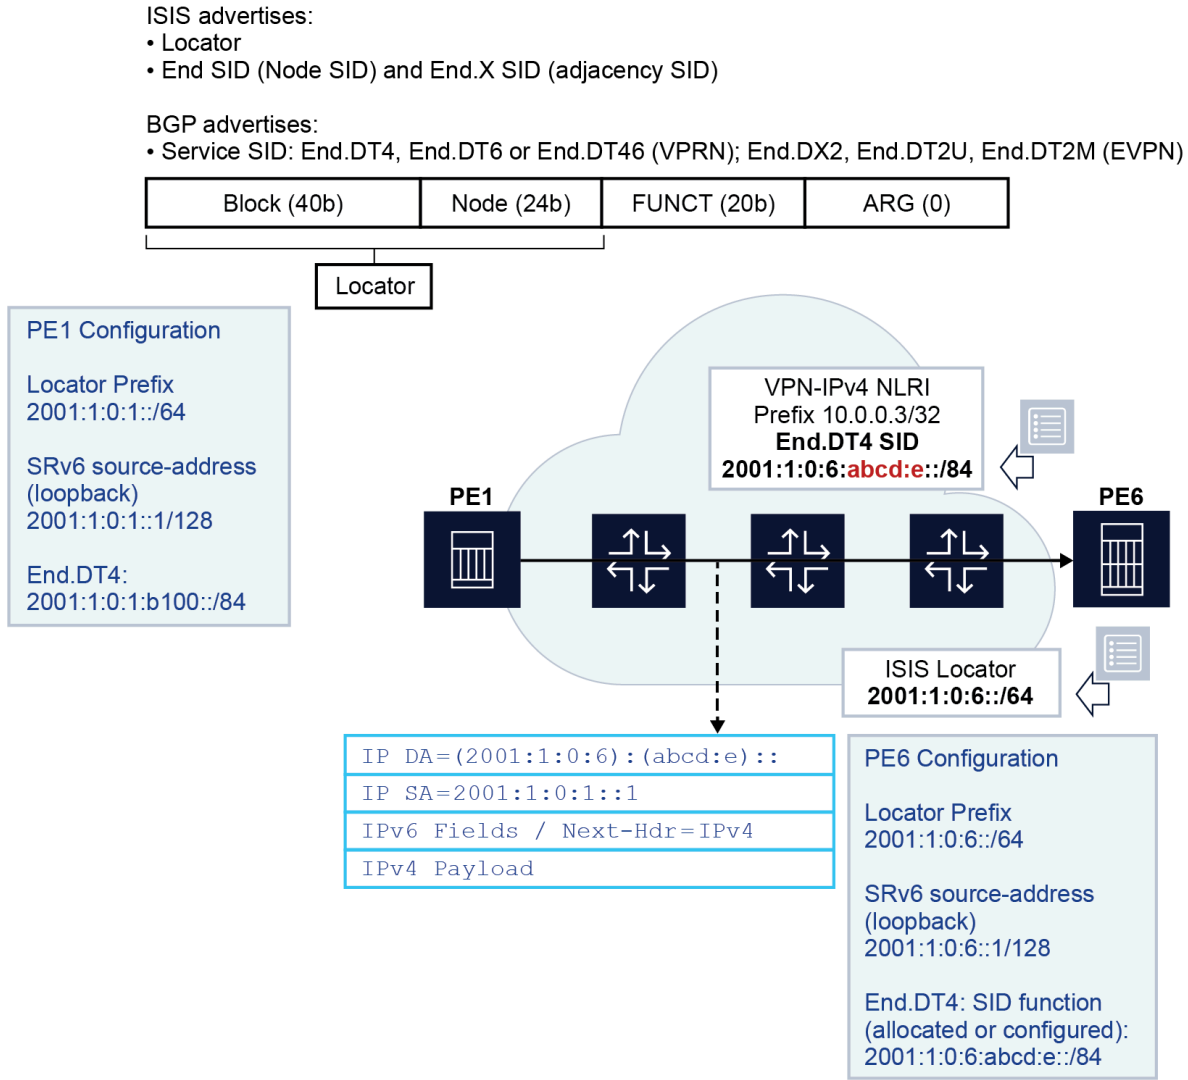 ISIS advertises:
• Locator
• End SID (Node SID) and End.X SID (adjacency SID)
BGP advertises:
• Service SID: End.DT4, End.DT6 or End.DT46 (VPRN); End.DX2, End.DT2U, End.DT2M (EVPN)
Block (40b) Node (24b) FUNCT (20b) ARG (0)
Locator
PE1 Configuration
Locator Prefix
2001:1:0:1::/64
SRv6 source-address
(loopback)
2001:1:0:1::1/128
End.DT4:
2001:1:0:1:b100::/84
VPN-IPv4 NLRI
Prefix 10.0.0.3/32
End.DT4 SID
2001:1:0:6:abcd:e::/84
PE1
PE6
ISIS Locator
2001:1:0:6::/64
IP DA=(2001:1:0:6):(abcd:e)::
IP SA=2001:1:0:1::1
IPv6 Fields / Next-Hdr=IPv4
IPv4 Payload
PE6 Configuration
Locator Prefix
2001:1:0:6::/64
SRv6 source-address
(loopback)
2001:1:0:6::1/128
End.DT4: SID function
(allocated or configured):
2001:1:0:6:abcd:e::/84